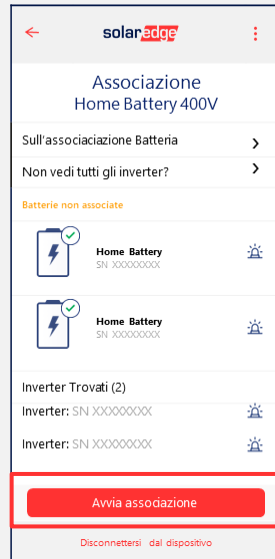 solaredge
Associazione
Home Battery 400V
Sull'associaciazione Batteria
Non vedi tutti gli inverter?
Batterie non associate
Home Battery
SN XXXXXXXX
Home Battery
SN XXXXXXXX
Inverter Trovati (2)
Inverter: SN XXXXXXXX
Inverter: SN XXXXXXXX
Avvia associazione
Disconnettersi dal dispositivo